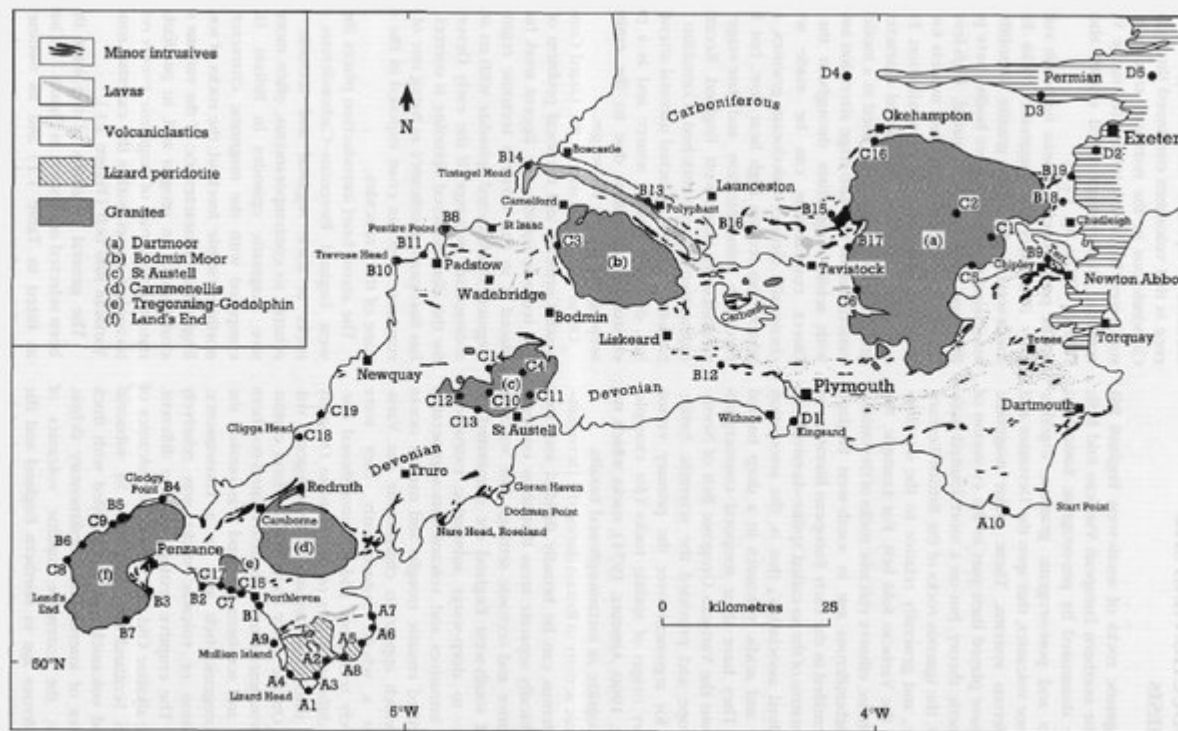 Minor intrusives
Lavas
Volcaniclastics
Lizard peridotite
Granites
(a) Dartmoor
(b) Bodmin Moor
(c) St Austell
(d) Carnmenellis
(e) Tregonning-Godolphin
(f) Land's End
N
Carboniferous
D4
Permian
D5
D3
Okehampton
Exeter
C16
D2
Boscastle
B14
Tintagel Head
B19
Launceston
B13
Camelford
Polyphant
C2
B18
B15
B16
B8
Pentire Point
St Isaac
Chudleigh
C1
C3
(a)
B17
B11
Trevose Head
B10
Padstow
(b)
B9
Chipley
Tavistock
C5
Newton Abbot
Wadebridge
C6
Bodmin
Torquay
Liskeard
Totnes
Newquay
C14
C4
B12
(c)
Devonian
Plymouth
C12
C10
C11
C13
D1
Dartmouth
C19
St Austell
Kingsand
Cligga Head
C18
Devonian
Truro
Clodgy
Point
B4
Redruth
Goran Haven
Dodman Point
Start Point
A10
B5
C9
Camborne
Nare Head, Roseland
B6
Penzance
(d)
C8
(f)
(e)
C17
C15
Land's
End
B3
B2
C7
Porthleven
0
kilometres
25
B1
B7
A7
A9
A6
A5
Mullion Island
50°N
A2
A8
A4
A3
Lizard Head
A1
5°W
4°W